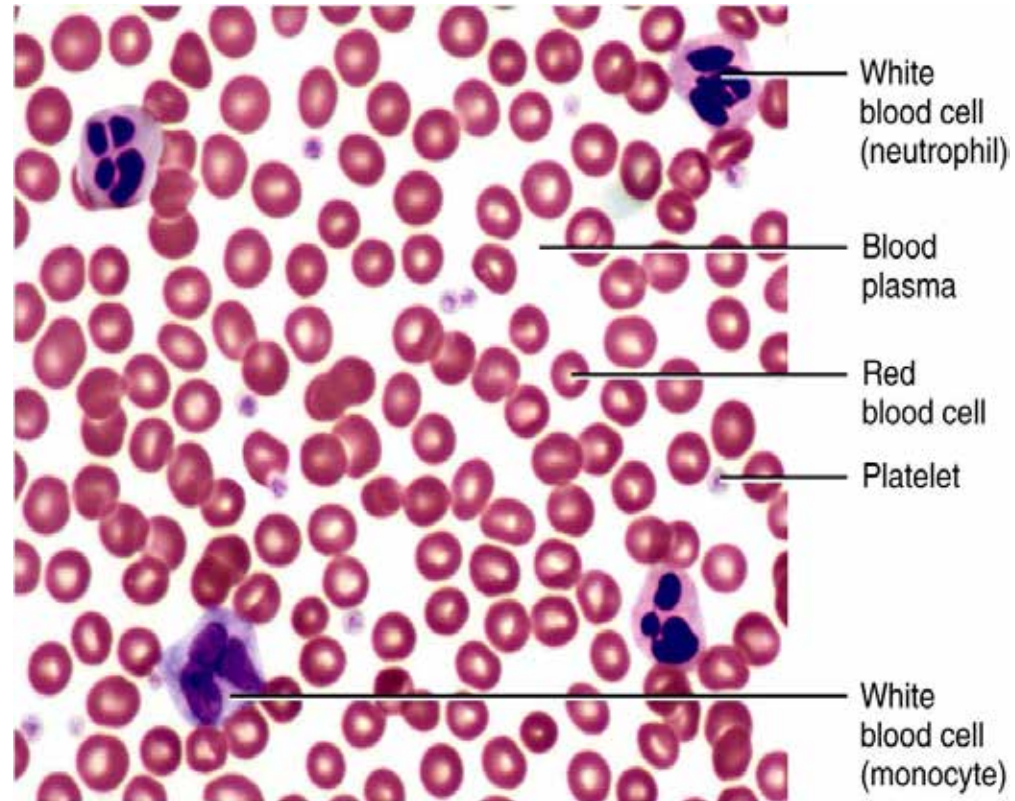 White
blood cell
(neutrophil)
Blood
plasma
Red
blood cell
Platelet
White
blood cell
(monocyte)